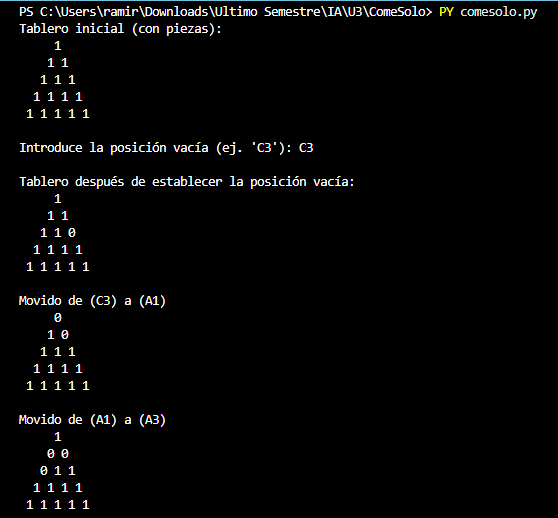 PS C:\Users\ramir\Downloads\Ultimo Semestre\IA\U3\ComeSolo> PY comesolo.py
Tablero inicial (con piezas):
1
1 1
1 1 1
1 1 1 1
1 1 1 1 1
Introduce la posición vacía (ej. 'C3'): C3
Tablero después de establecer la posición vacía:
1
1 1
1 1 0
1 1 1 1
1 1 1 1 1
Movido de (C3) a (A1)
0
1 0
1 1 1
1 1 1 1
1 1 1 1 1
Movido de (A1) a (A3)
1
0 0
0 1 1
1 1 1 1
1 1 1 1 1